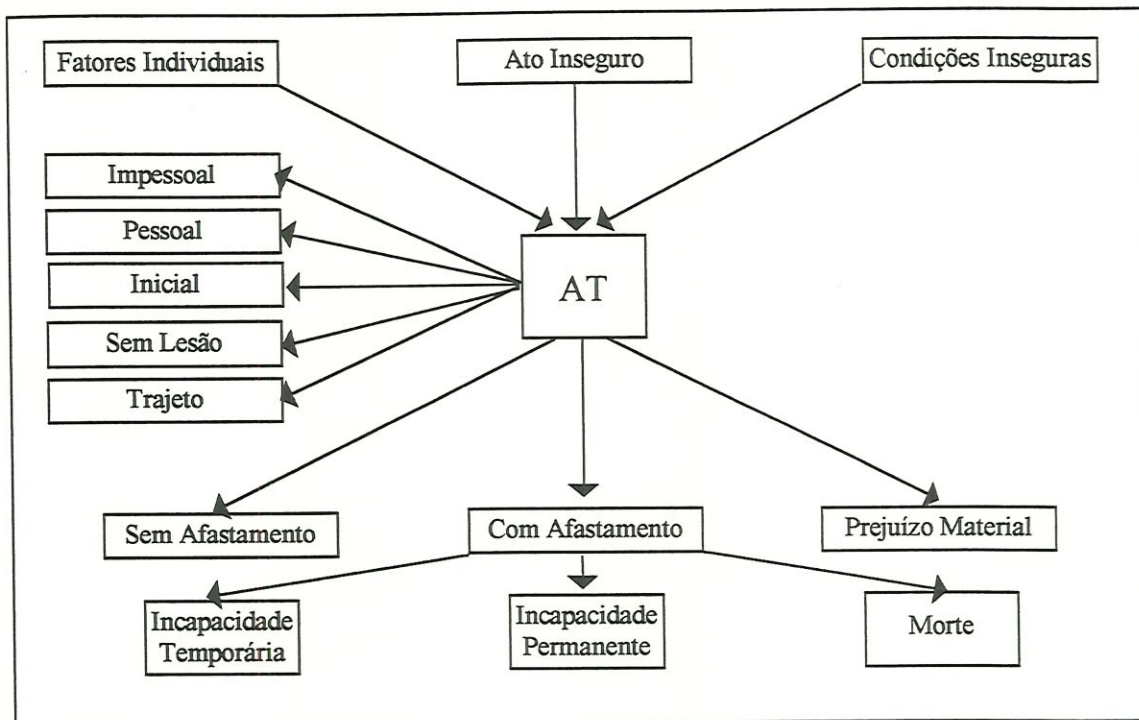 Fatores Individuais
Ato Inseguro
Condições Inseguras
Impessoal
Pessoal
Inicial
Sem Lesão
Trajeto
AT
Sem Afastamento
Com Afastamento
Prejuízo Material
Incapacidade
Temporária
Incapacidade
Permanente
Morte